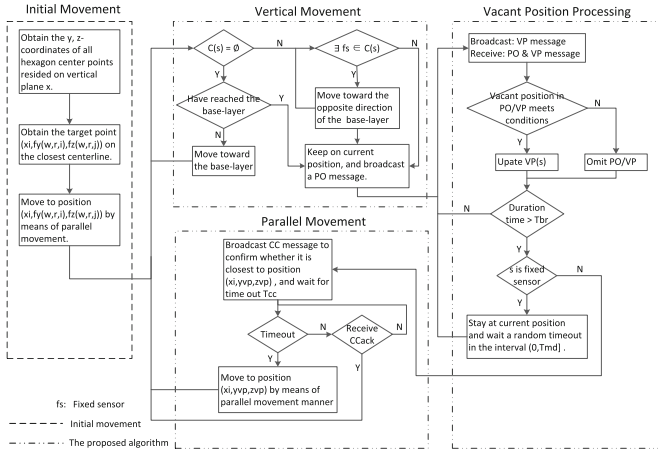 Initial Movement
Obtain the y, z-
coordinates of all
hexagon center points
resided on vertical
plane x.
Obtain the target point
(xi,fy(w,r,i),fz(w,r,j)) on
the closest centerline.
Move to position
(xi,fy(w,r,i),fz(w,r,j)) by
means of parallel
movement.
fs: Fixed sensor
Initial movement
The proposed algorithm
Vertical Movement
C(s) = Ø
N
Y
Have reached the
base-layer
Y
N
Move toward
the base-layer
∃ fs ∈ C(s)
N
Y
Move toward the
opposite direction
of the base-layer
Keep on current
position, and broadcast
a PO message.
Parallel Movement
Broadcast CC message to
confirm whether it is
closest to position
(xi,yvp,zvp) , and wait for
time out Tcc
Timeout
N
Receive
CCack
N
Y
Y
Move to position
(xi,yvp,zvp) by means of
parallel movement manner
Vacant Position Processing
Broadcast: VP message
Receive: PO & VP message
Vacant position in
PO/VP meets
conditions
Y
N
Upate VP(s)
Omit PO/VP
Duration
time > Tbr
N
Y
s is fixed
sensor
N
Y
Stay at current position
and wait a random timeout
in the interval (0,Tmd] .